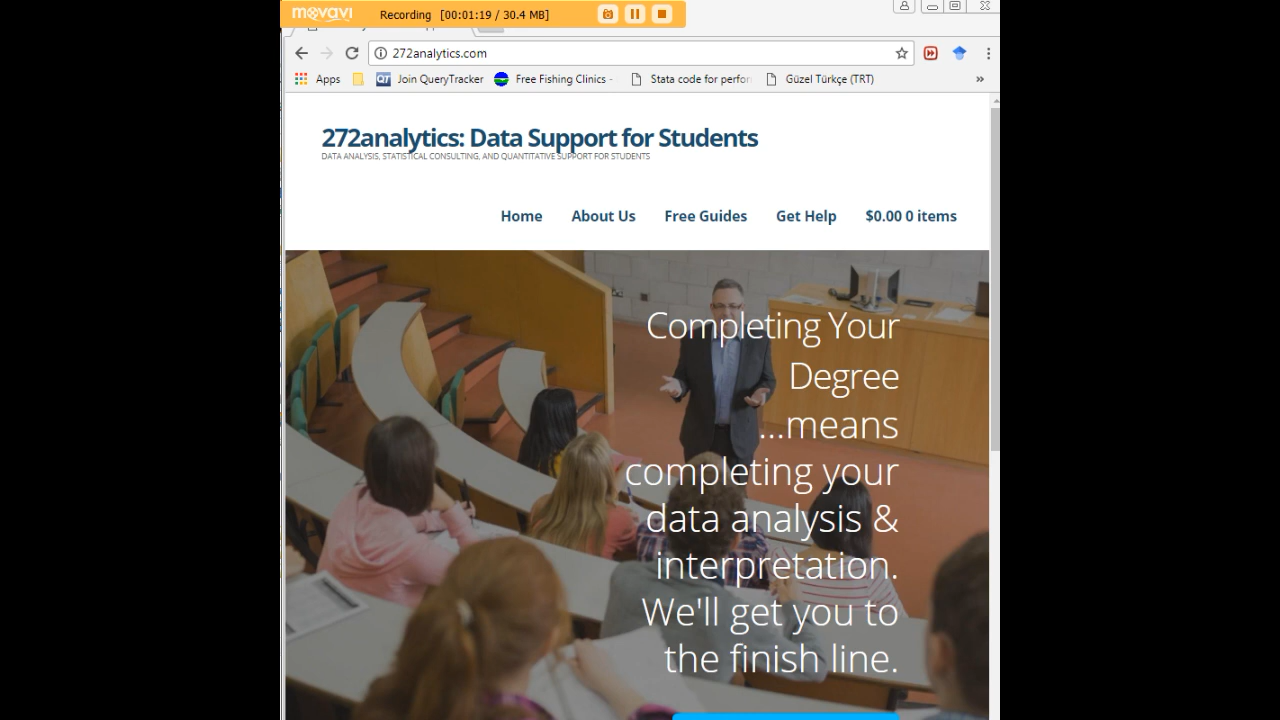 movavi
Recording [00:01:19 / 30.4 MB]
272analytics.com
Apps
QT Join QueryTracker
Free Fishing Clinics -
Stata code for perfor
Güzel Türkçe (TRT)
272analytics: Data Support for Students
DATA ANALYSIS, STATISTICAL CONSULTING, AND QUANTITATIVE SUPPORT FOR STUDENTS
Home About Us Free Guides Get Help $0.00 0 items
Completing Your
Degree
...means
completing your
data analysis &
interpretation.
We'll get you to
the finish line.